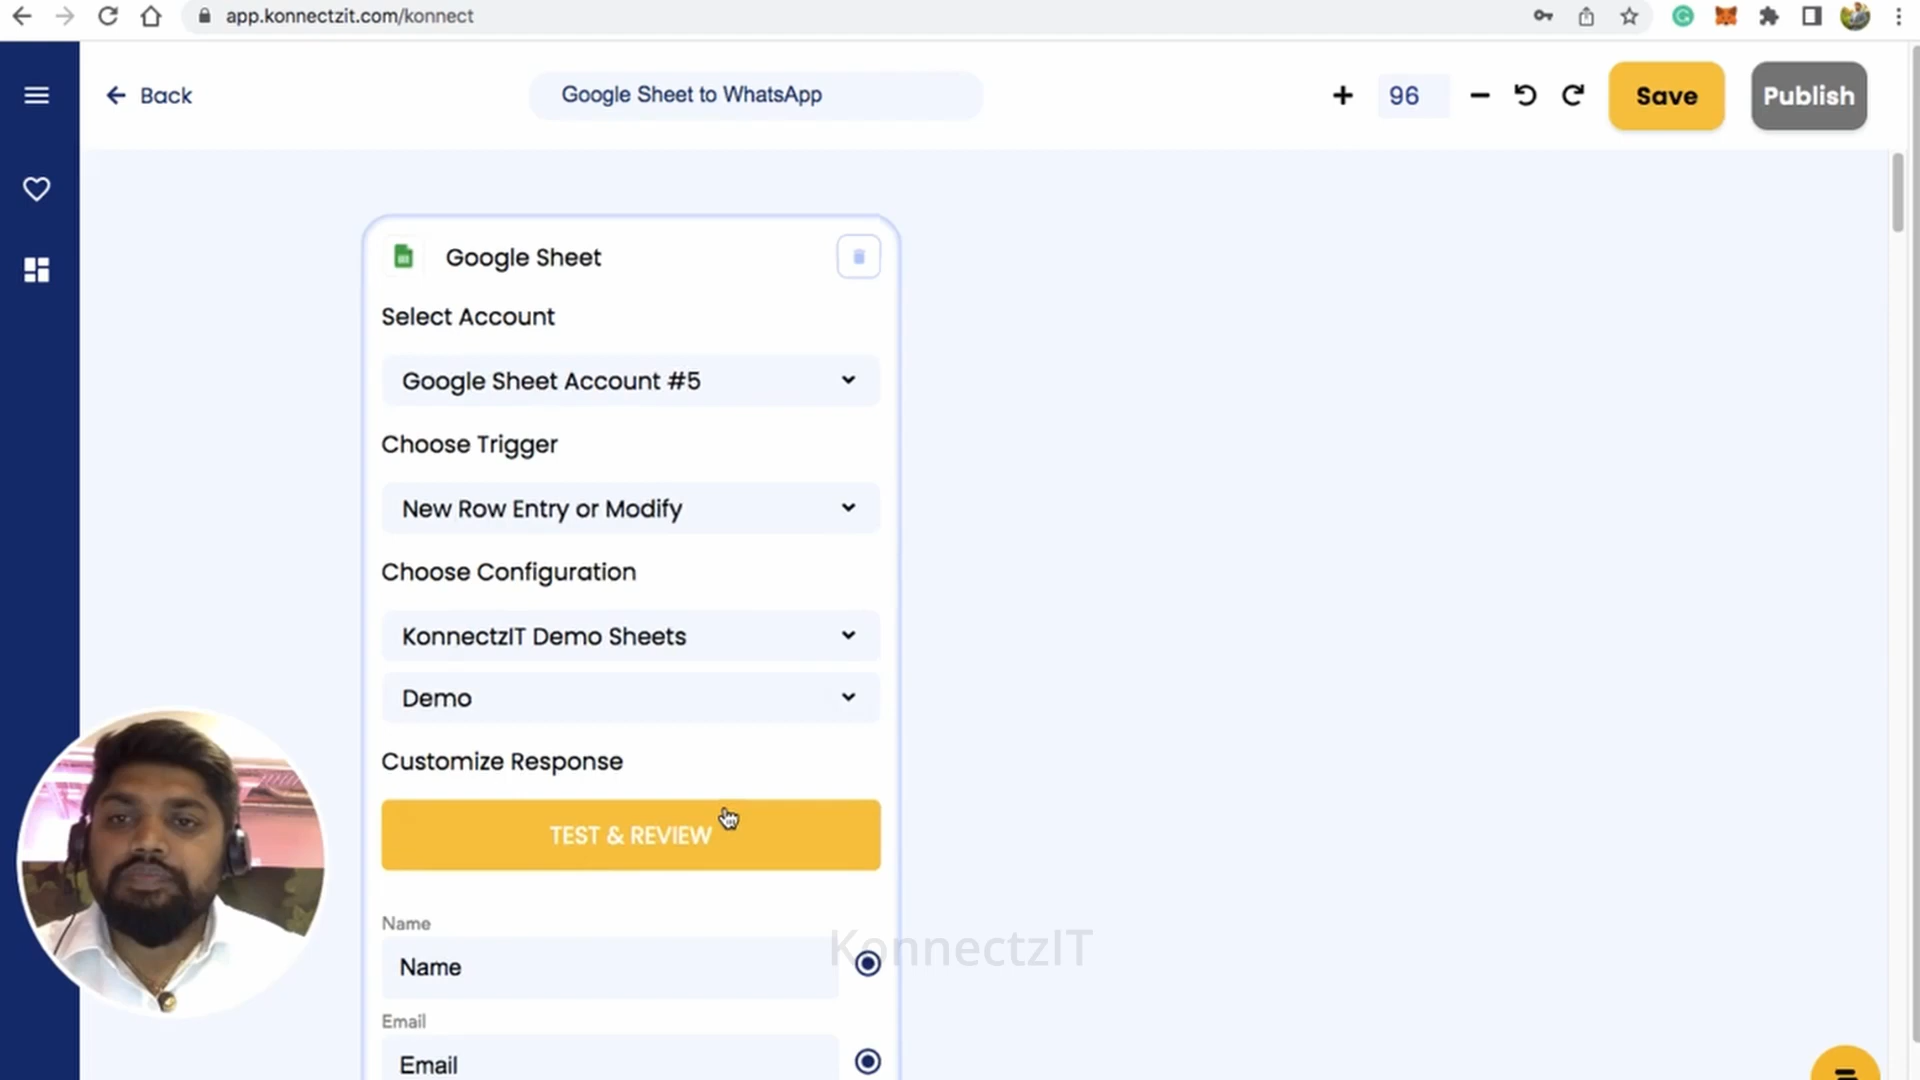 app.konnectzit.com/konnect
Back
Google Sheet to WhatsApp
96
Save
Publish
Google Sheet
Select Account
Google Sheet Account #5
Choose Trigger
New Row Entry or Modify
Choose Configuration
KonnectzIT Demo Sheets
Demo
Customize Response
TEST & REVIEW
Name
Name
KonnectzIT
Email
Email